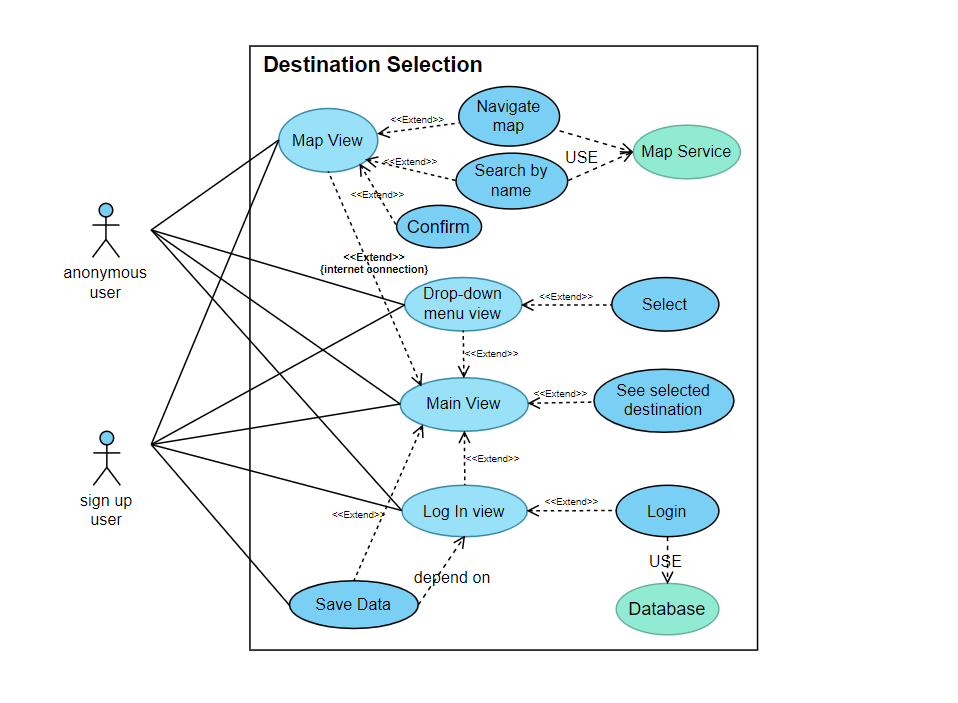 Destination Selection
Navigate
map
<<Extend>>
Map View
USE
Map Service
<<Extend>>
Search by
name
<<Extend>>
Confirm
<<Extend>>
{internet connection}
anonymous
user
Drop-down
menu view
<<Extend>>
Select
<<Extend>>
Main View
<<Extend>>
See selected
destination
<<Extend>>
sign up
user
<<Extend>>
Log In view
<<Extend>>
Login
USE
depend on
Save Data
Database